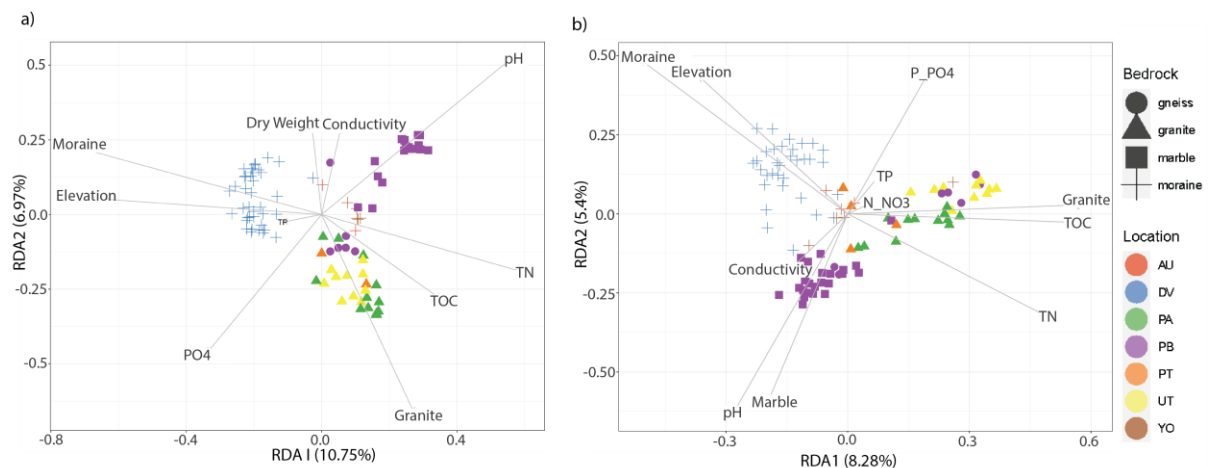 a)
0.5
0.25
0.0
-0.25
-0.5
RDA2 (6.97%)
pH
Dry Weight Conductivity
Moraine
Elevation
TP
TN
TOC
PO4
Granite
-0.8
-0.4
0.0
0.4
RDA I (10.75%)
b)
0.50
0.25
0.00
-0.25
-0.50
RDA2 (5.4%)
Moraine
Elevation
P_PO4
TP
N_NO3
Granite
TOC
Conductivity
TN
pH
Marble
-0.3
0.0
0.3
0.6
RDA1 (8.28%)
Bedrock
gneiss
granite
marble
moraine
Location
AU
DV
PA
PB
PT
UT
YO